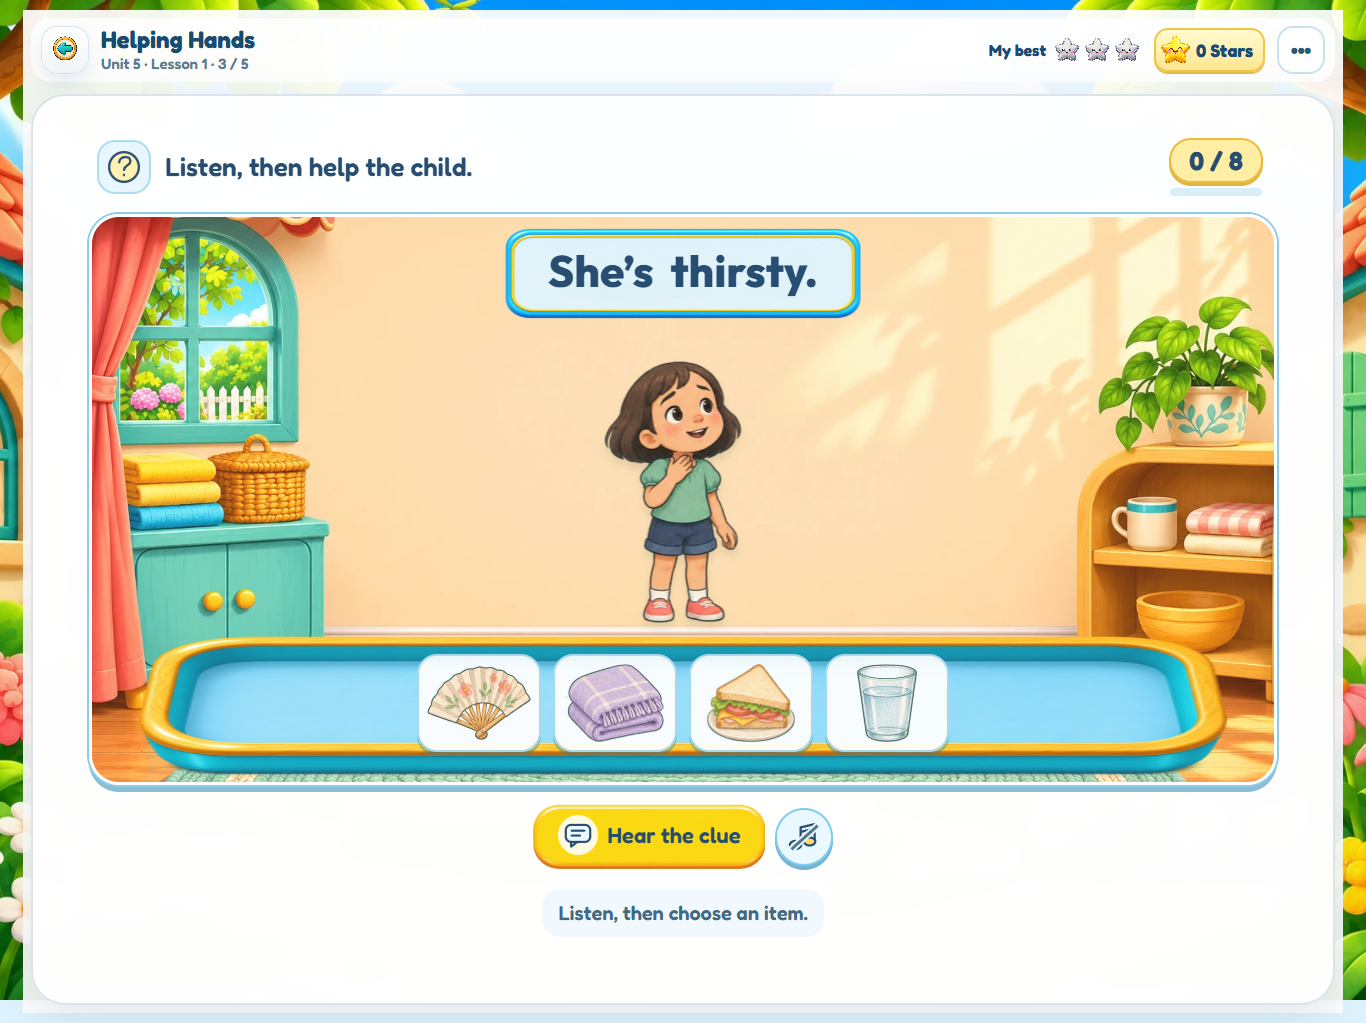 Helping Hands
Unit 5 · Lesson 1 · 3 / 5
My best
0 Stars
Listen, then help the child.
0 / 8
She's thirsty.
Hear the clue
Listen, then choose an item.